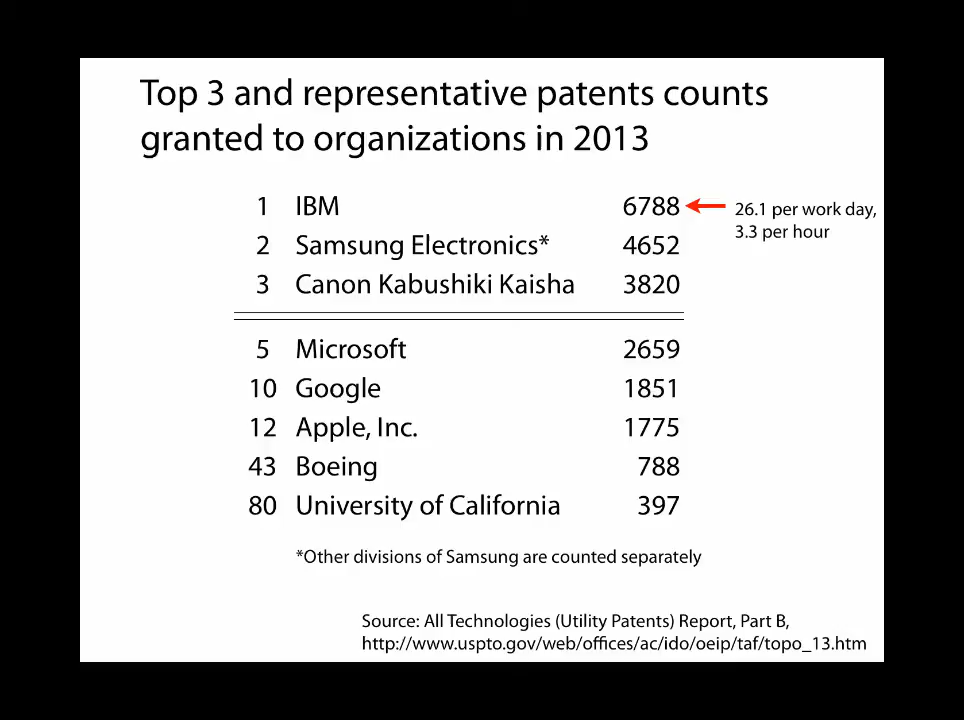 Top 3 and representative patents counts
granted to organizations in 2013
1 IBM 6788
26.1 per work day,
3.3 per hour
2 Samsung Electronics* 4652
3 Canon Kabushiki Kaisha 3820
5 Microsoft 2659
10 Google 1851
12 Apple, Inc. 1775
43 Boeing 788
80 University of California 397
*Other divisions of Samsung are counted separately
Source: All Technologies (Utility Patents) Report, Part B,
http://www.uspto.gov/web/offices/ac/ido/oeip/taf/topo_13.htm